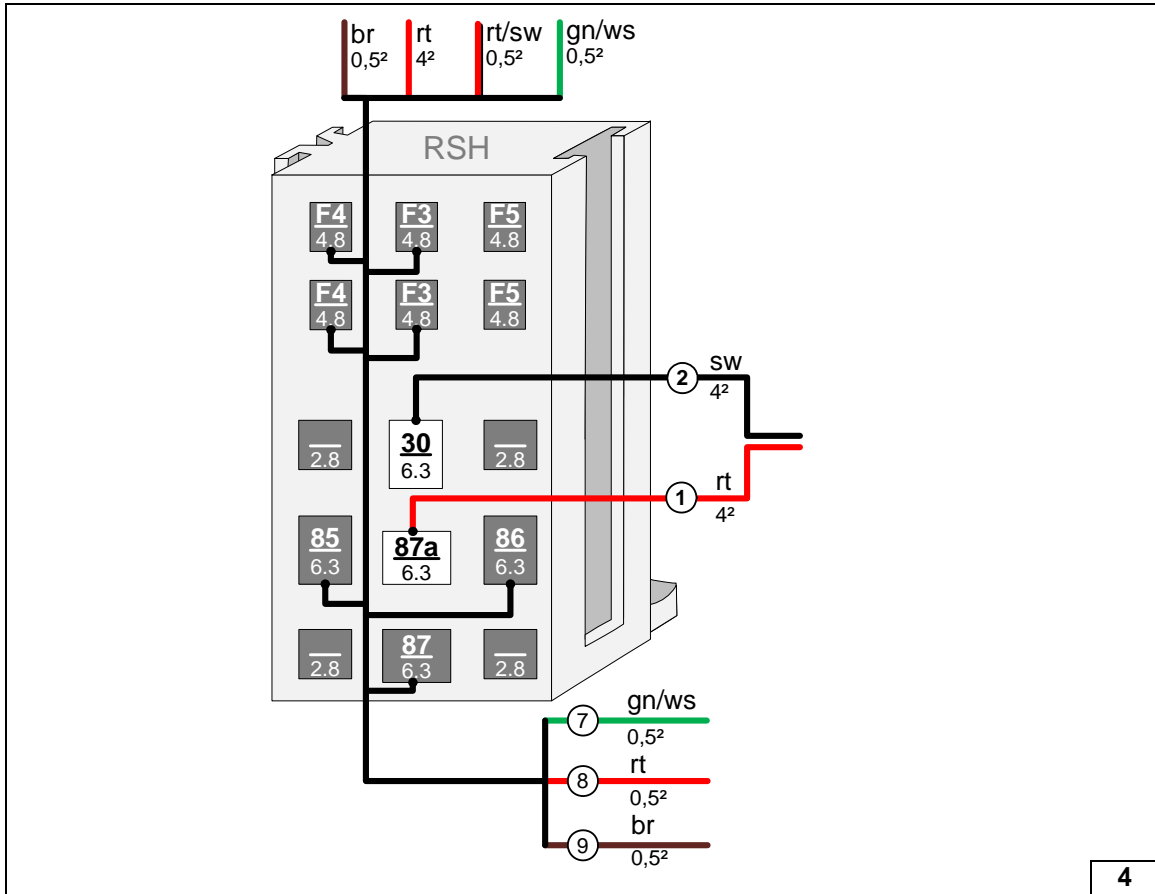 br rt rt/sw gn/ws
0,5² 4² 0,5² 0,5²
RSH
F4 F3 F5
4.8 4.8 4.8
F4 F3 F5
4.8 4.8 4.8
2 sw
4²
30
2.8 6.3 2.8
1 rt
4²
85 87a 86
6.3 6.3 6.3
87
2.8 6.3 2.8
gn/ws
7
0,5²
rt
8
0,5²
br
9
0,5²
4